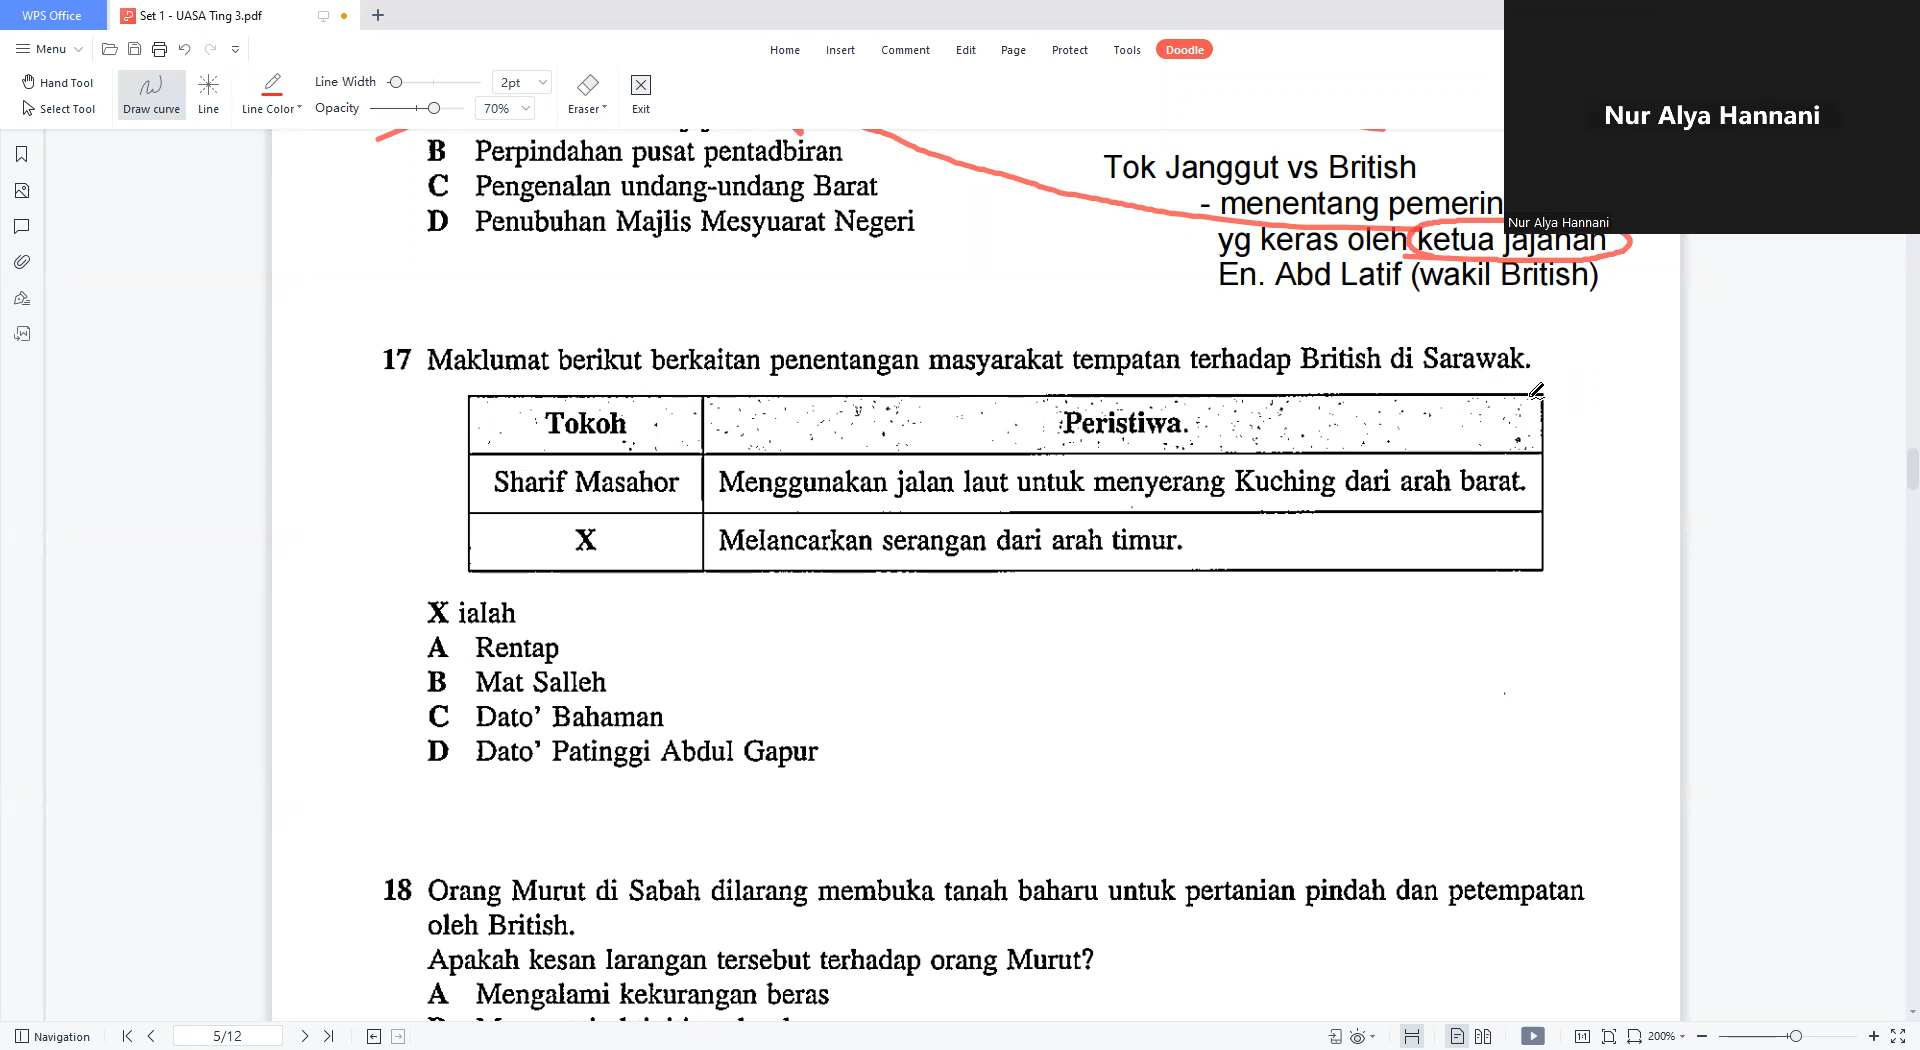 WPS Office
Set 1 - UASA Ting 3.pdf
Menu
Home Insert Comment Edit Page Protect Tools Doodle
Hand Tool
Select Tool
Draw curve
Line
Line Color
Line Width 2pt
Opacity 70%
Eraser
Exit
Nur Alya Hannani
Nur Alya Hannani
B Perpindahan pusat pentadbiran
C Pengenalan undang-undang Barat
D Penubuhan Majlis Mesyuarat Negeri
Tok Janggut vs British
- menentang pemerin
yg keras oleh ketua jajahan
En. Abd Latif (wakil British)
17 Maklumat berikut berkaitan penentangan masyarakat tempatan terhadap British di Sarawak.
Tokoh Peristiwa.
Sharif Masahor Menggunakan jalan laut untuk menyerang Kuching dari arah barat.
X Melancarkan serangan dari arah timur.
X ialah
A Rentap
B Mat Salleh
C Dato' Bahaman
D Dato' Patinggi Abdul Gapur
18 Orang Murut di Sabah dilarang membuka tanah baharu untuk pertanian pindah dan petempatan
oleh British.
Apakah kesan larangan tersebut terhadap orang Murut?
A Mengalami kekurangan beras
Navigation 5/12 1:1 200%